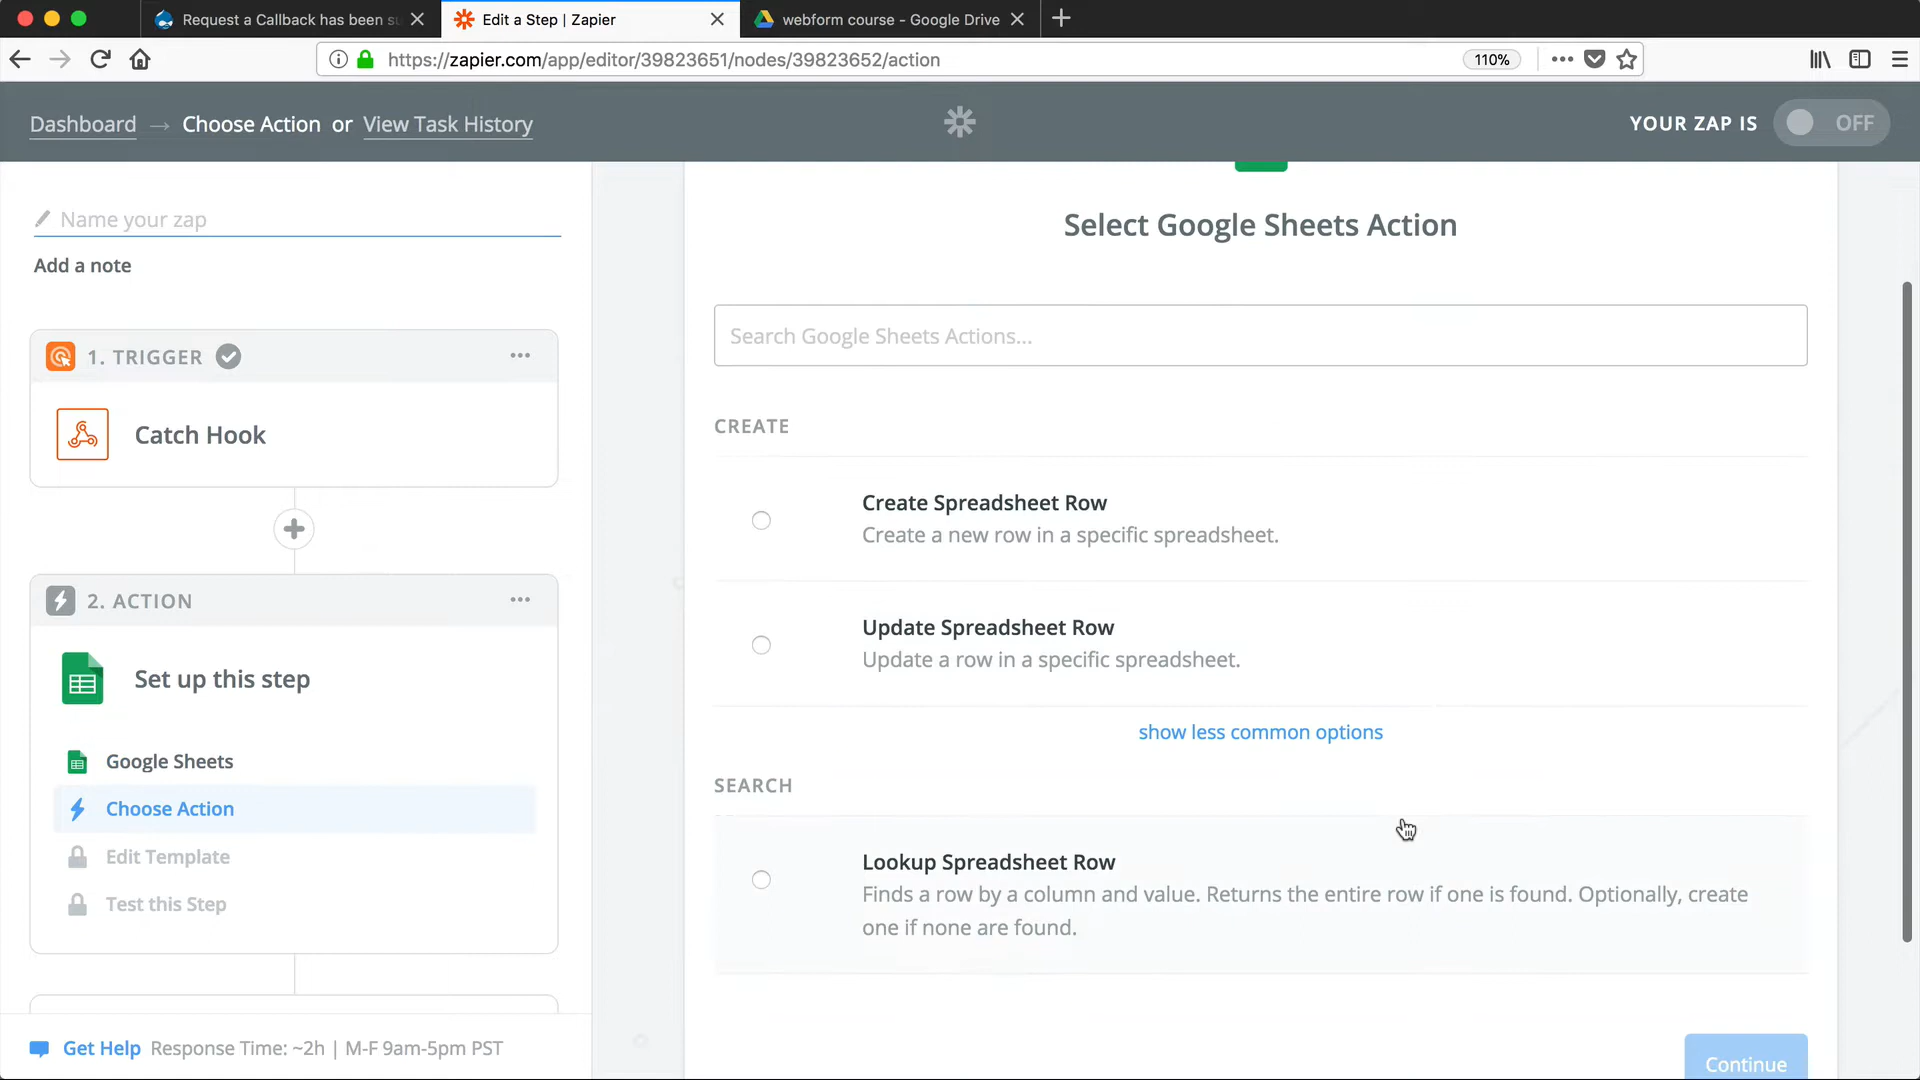 Request a Callback has been su
Edit a Step | Zapier
webform course - Google Drive
https://zapier.com/app/editor/39823651/nodes/39823652/action
110%
Dashboard → Choose Action or View Task History
YOUR ZAP IS
OFF
Name your zap
Add a note
1. TRIGGER
Catch Hook
2. ACTION
Set up this step
Google Sheets
Choose Action
Edit Template
Test this Step
Get Help Response Time: ~2h | M-F 9am-5pm PST
Select Google Sheets Action
Search Google Sheets Actions...
CREATE
Create Spreadsheet Row
Create a new row in a specific spreadsheet.
Update Spreadsheet Row
Update a row in a specific spreadsheet.
show less common options
SEARCH
Lookup Spreadsheet Row
Finds a row by a column and value. Returns the entire row if one is found. Optionally, create
one if none are found.
Continue